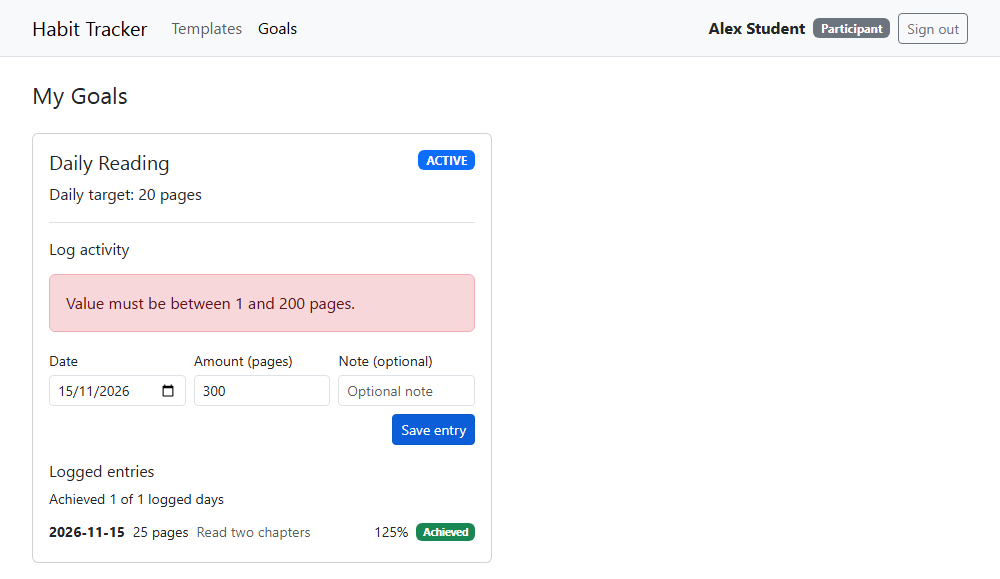 Habit Tracker Templates Goals Alex Student Participant Sign out
My Goals
Daily Reading ACTIVE
Daily target: 20 pages
Log activity
Value must be between 1 and 200 pages.
Date Amount (pages) Note (optional)
15/11/2026 300 Optional note
Save entry
Logged entries
Achieved 1 of 1 logged days
2026-11-15 25 pages Read two chapters 125% Achieved